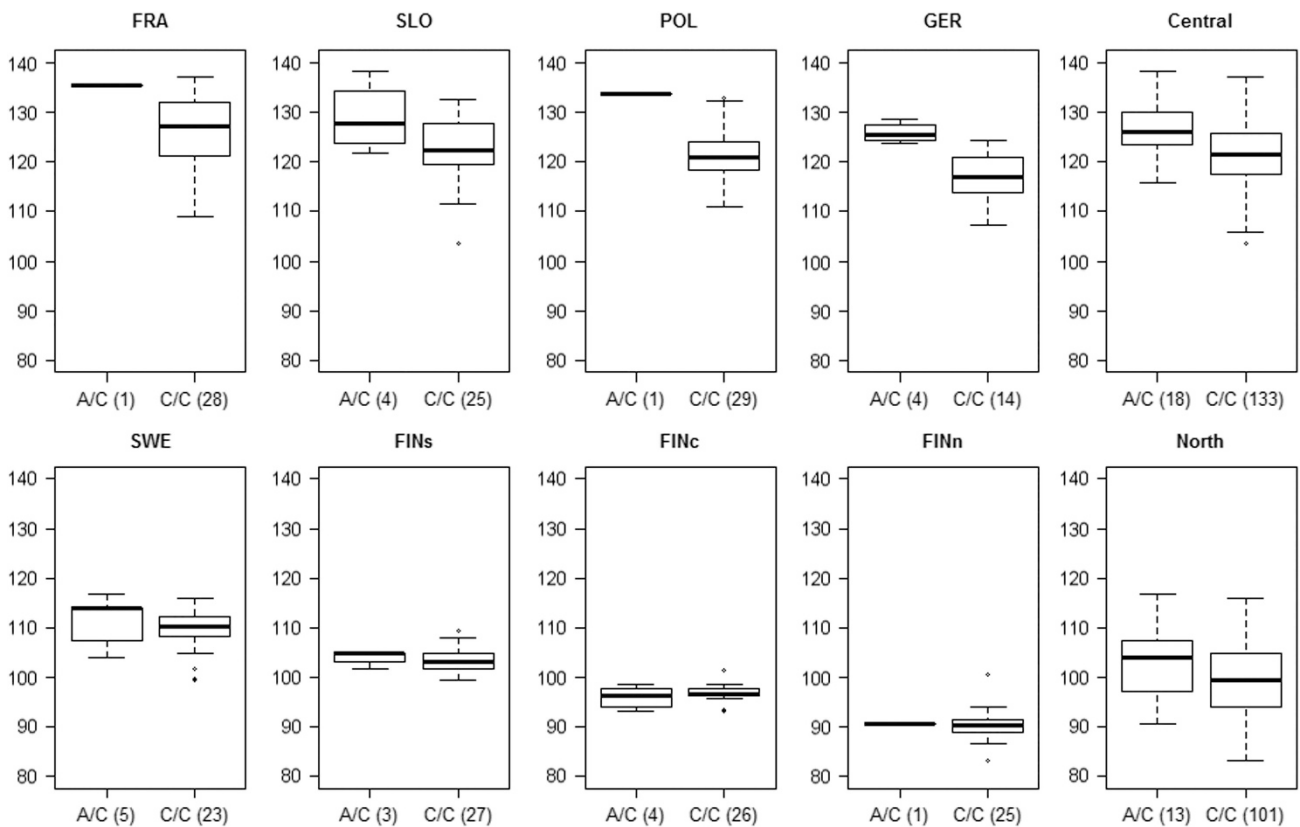 FRA SLO POL GER Central
140 140 140 140 140
130 130 130 130 130
120 120 120 120 120
110 110 110 110 110
100 100 100 100 100
90 90 90 90 90
80 80 80 80 80
A/C (1) C/C (28) A/C (4) C/C (25) A/C (1) C/C (29) A/C (4) C/C (14) A/C (18) C/C (133)
SWE FINs FINc FINn North
140 140 140 140 140
130 130 130 130 130
120 120 120 120 120
110 110 110 110 110
100 100 100 100 100
90 90 90 90 90
80 80 80 80 80
A/C (5) C/C (23) A/C (3) C/C (27) A/C (4) C/C (26) A/C (1) C/C (25) A/C (13) C/C (101)